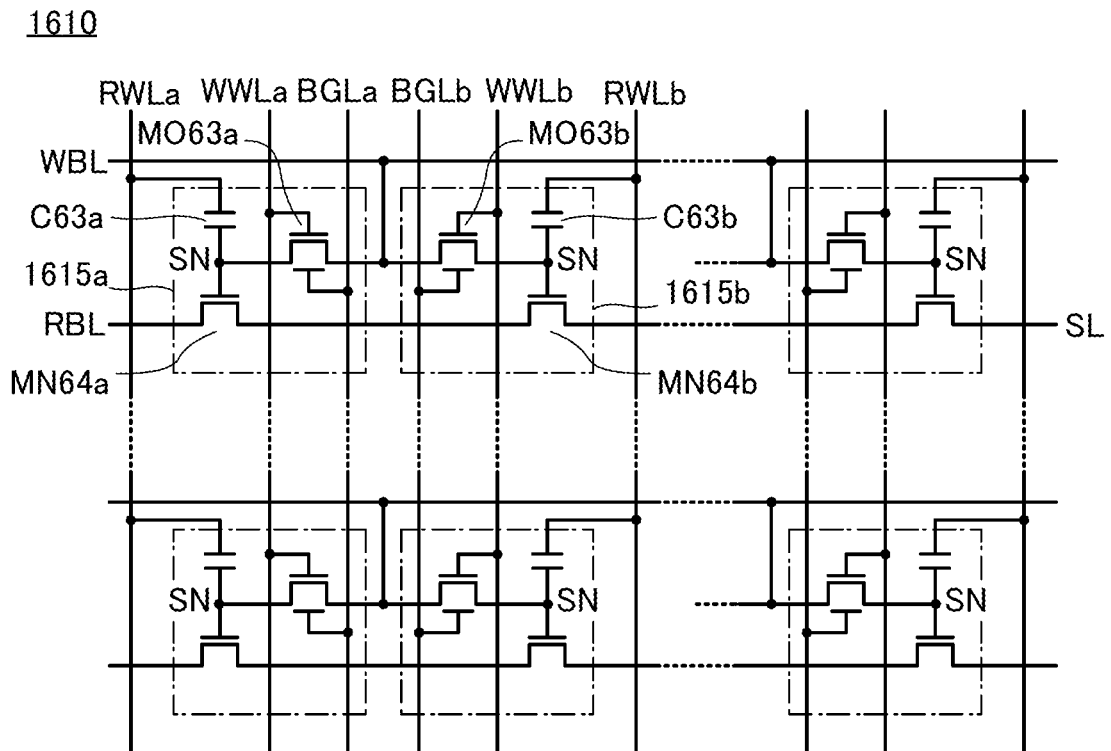 1610
RWLa WWLa BGLa BGLb WWLb RWLb
MO63a MO63b
WBL
C63a C63b
SN SN SN
1615a 1615b
RBL SL
MN64a MN64b
SN SN SN